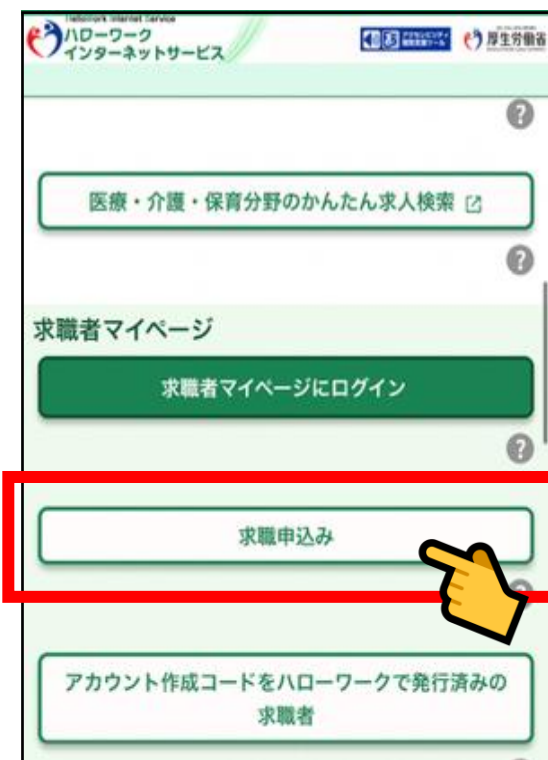 Hellowork Internet Service
ハローワーク
インターネットサービス
厚生労働省
?
医療・介護・保育分野のかんたん求人検索
?
求職者マイページ
求職者マイページにログイン
?
求職申込み
アカウント作成コードをハローワークで発行済みの
求職者